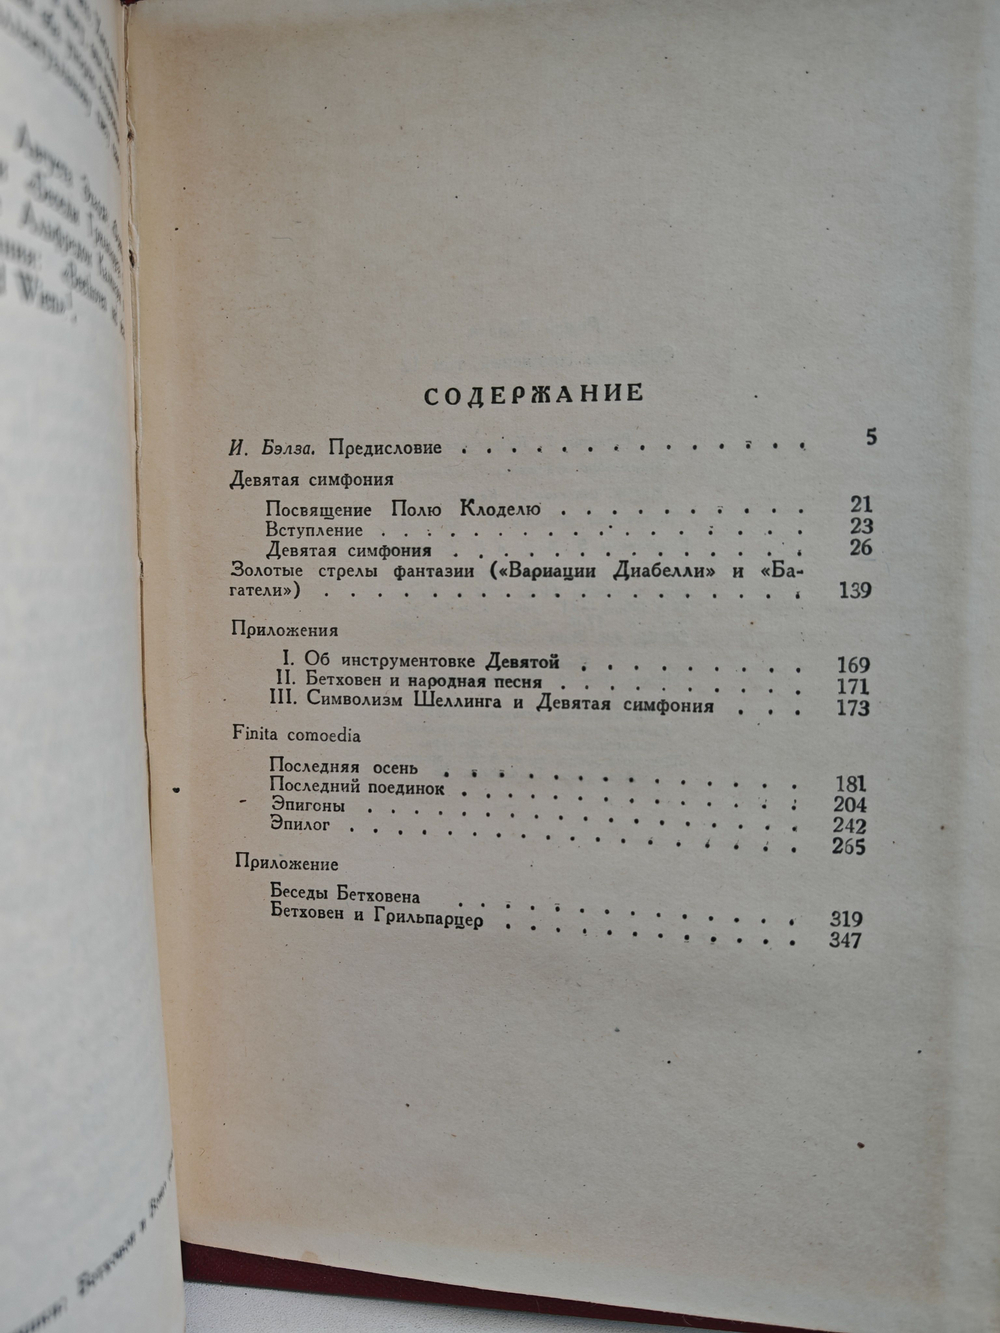 СОДЕРЖАНИЕ
И. Бэлза. Предисловие . . . . . . . . . . . . . . 5
Девятая симфония
Посвящение Полю Клоделю . . . . . . . . . . 21
Вступление . . . . . . . . . . . . . . . . . 23
Девятая симфония . . . . . . . . . . . . . 26
Золотые стрелы фантазии («Вариации Диабелли» и «Ба-
гатели») . . . . . . . . . . . . . . . . . . 139
Приложения
I. Об инструментовке Девятой . . . . . . . . . 169
II. Бетховен и народная песня . . . . . . . . . 171
III. Символизм Шеллинга и Девятая симфония . . . 173
Finita comoedia
Последняя осень . . . . . . . . . . . . . 181
Последний поединок . . . . . . . . . . . . 204
Эпигоны . . . . . . . . . . . . . . . . 242
Эпилог . . . . . . . . . . . . . . . . . 265
Приложение
Беседы Бетховена . . . . . . . . . . . . . 319
Бетховен и Грильпарцер . . . . . . . . . . . 347